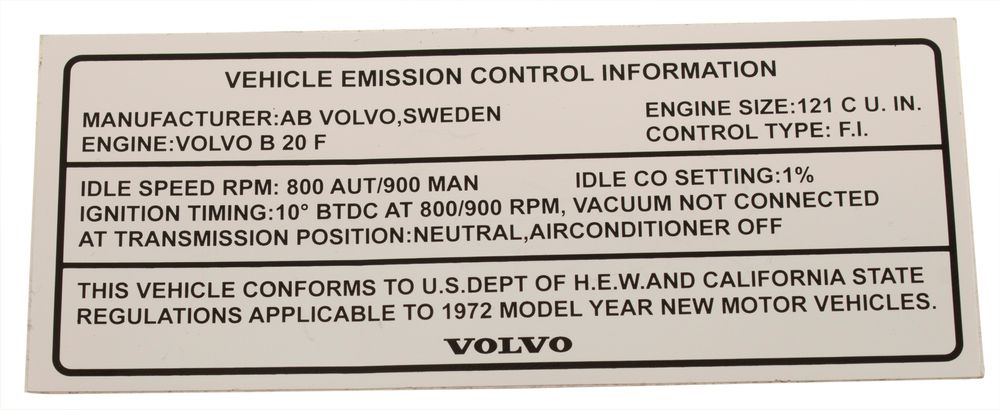 VEHICLE EMISSION CONTROL INFORMATION
MANUFACTURER:AB VOLVO,SWEDEN
ENGINE SIZE:121 C U. IN.
ENGINE:VOLVO B 20 F
CONTROL TYPE: F.I.
IDLE SPEED RPM: 800 AUT/900 MAN
IDLE CO SETTING:1%
IGNITION TIMING:10° BTDC AT 800/900 RPM, VACUUM NOT CONNECTED
AT TRANSMISSION POSITION:NEUTRAL,AIRCONDITIONER OFF
THIS VEHICLE CONFORMS TO U.S.DEPT OF H.E.W.AND CALIFORNIA STATE
REGULATIONS APPLICABLE TO 1972 MODEL YEAR NEW MOTOR VEHICLES.
VOLVO